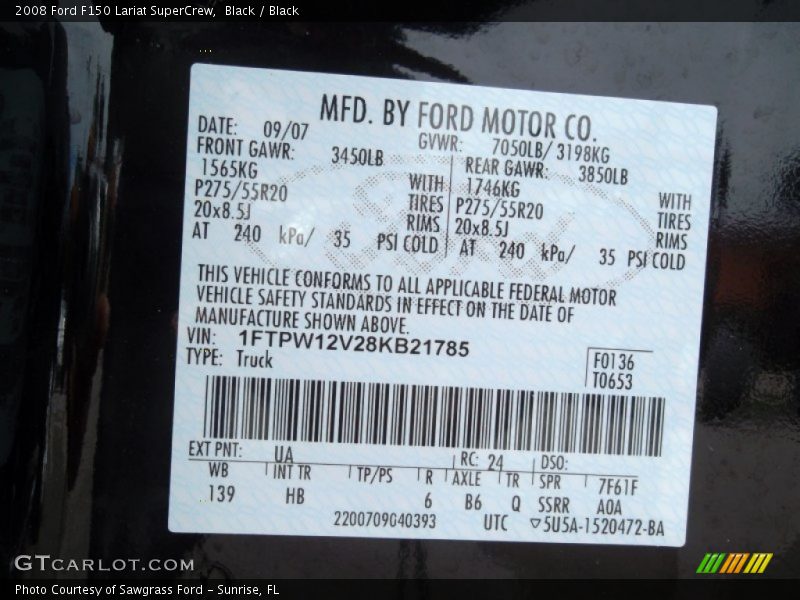 2008 Ford F150 Lariat SuperCrew,  Black / Black
MFD. BY FORD MOTOR CO.
DATE: 09/07 GVWR: 7050LB/ 3198KG
FRONT GAWR: 3450LB REAR GAWR: 3850LB
1565KG WITH 1746KG WITH
P275/55R20 TIRES P275/55R20 TIRES
20x8.5J RIMS 20x8.5J RIMS
AT 240 kPa/ 35 PSI COLD AT 240 kPa/ 35 PSI COLD
THIS VEHICLE CONFORMS TO ALL APPLICABLE FEDERAL MOTOR
VEHICLE SAFETY STANDARDS IN EFFECT ON THE DATE OF
MANUFACTURE SHOWN ABOVE.
VIN: 1FTPW12V28KB21785
TYPE: Truck
F0136
T0653
EXT PNT: UA RC: 24 DSO:
WB INT TR TP/PS R AXLE TR SPR 7F61F
139 HB 6 B6 Q SSRR A0A
2200709040393 UTC ▽5U5A-1520472-BA
Ford
GTCARLOT.COM
Photo Courtesy of Sawgrass Ford - Sunrise, FL